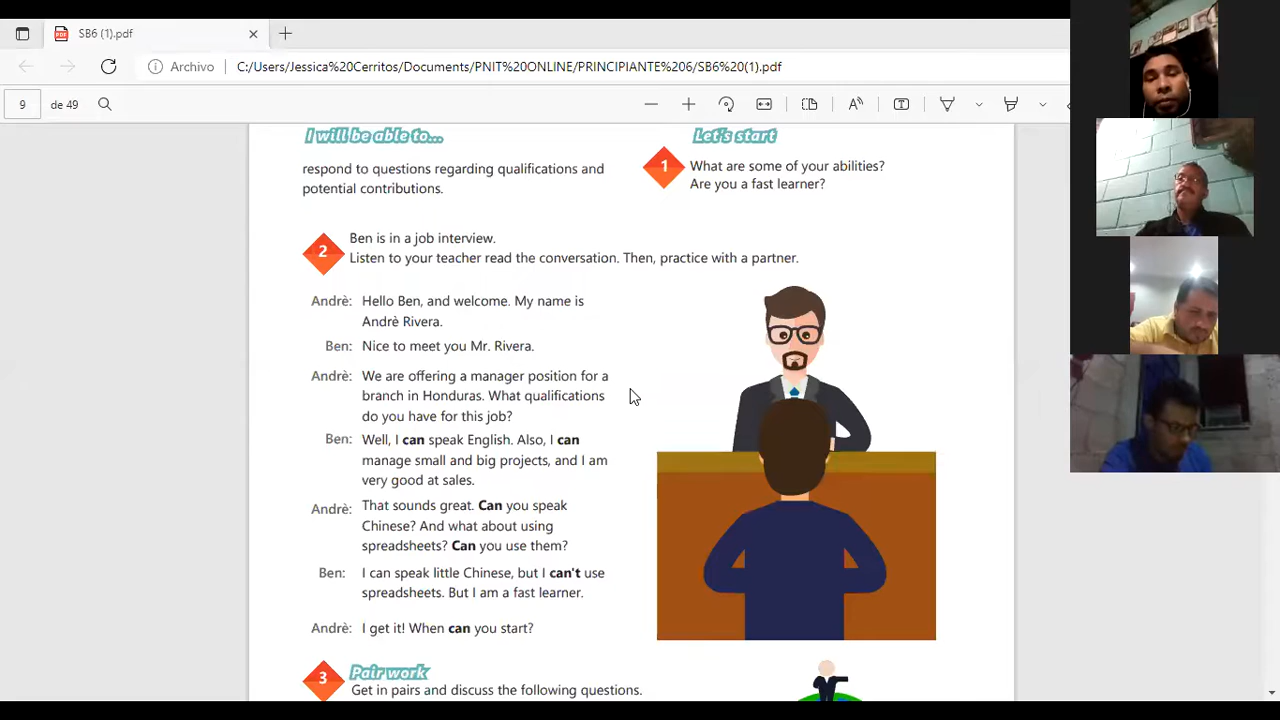 SB6 (1).pdf
Archivo
C:/Users/Jessica%20Cerritos/Documents/PNIT%20ONLINE/PRINCIPIANTE%206/SB6%20(1).pdf
9
de 49
I will be able to...
respond to questions regarding qualifications and
potential contributions.
Let's start
1
What are some of your abilities?
Are you a fast learner?
2
Ben is in a job interview.
Listen to your teacher read the conversation. Then, practice with a partner.
Andrè: Hello Ben, and welcome. My name is
Andrè Rivera.
Ben: Nice to meet you Mr. Rivera.
Andrè: We are offering a manager position for a
branch in Honduras. What qualifications
do you have for this job?
Ben: Well, I can speak English. Also, I can
manage small and big projects, and I am
very good at sales.
Andrè: That sounds great. Can you speak
Chinese? And what about using
spreadsheets? Can you use them?
Ben: I can speak little Chinese, but I can't use
spreadsheets. But I am a fast learner.
Andrè: I get it! When can you start?
3
Pair work
Get in pairs and discuss the following questions.